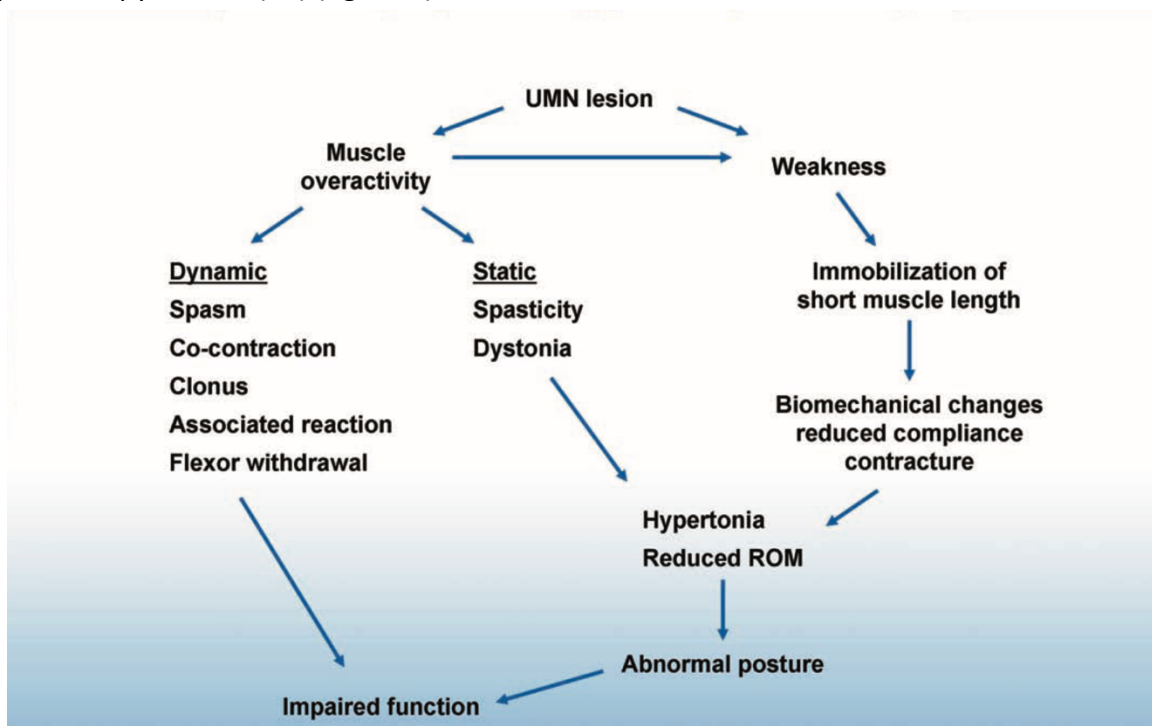 UMN lesion
Muscle
overactivity
Weakness
Dynamic
Spasm
Co-contraction
Clonus
Associated reaction
Flexor withdrawal
Static
Spasticity
Dystonia
Immobilization of
short muscle length
Biomechanical changes
reduced compliance
contracture
Hypertonia
Reduced ROM
Abnormal posture
Impaired function